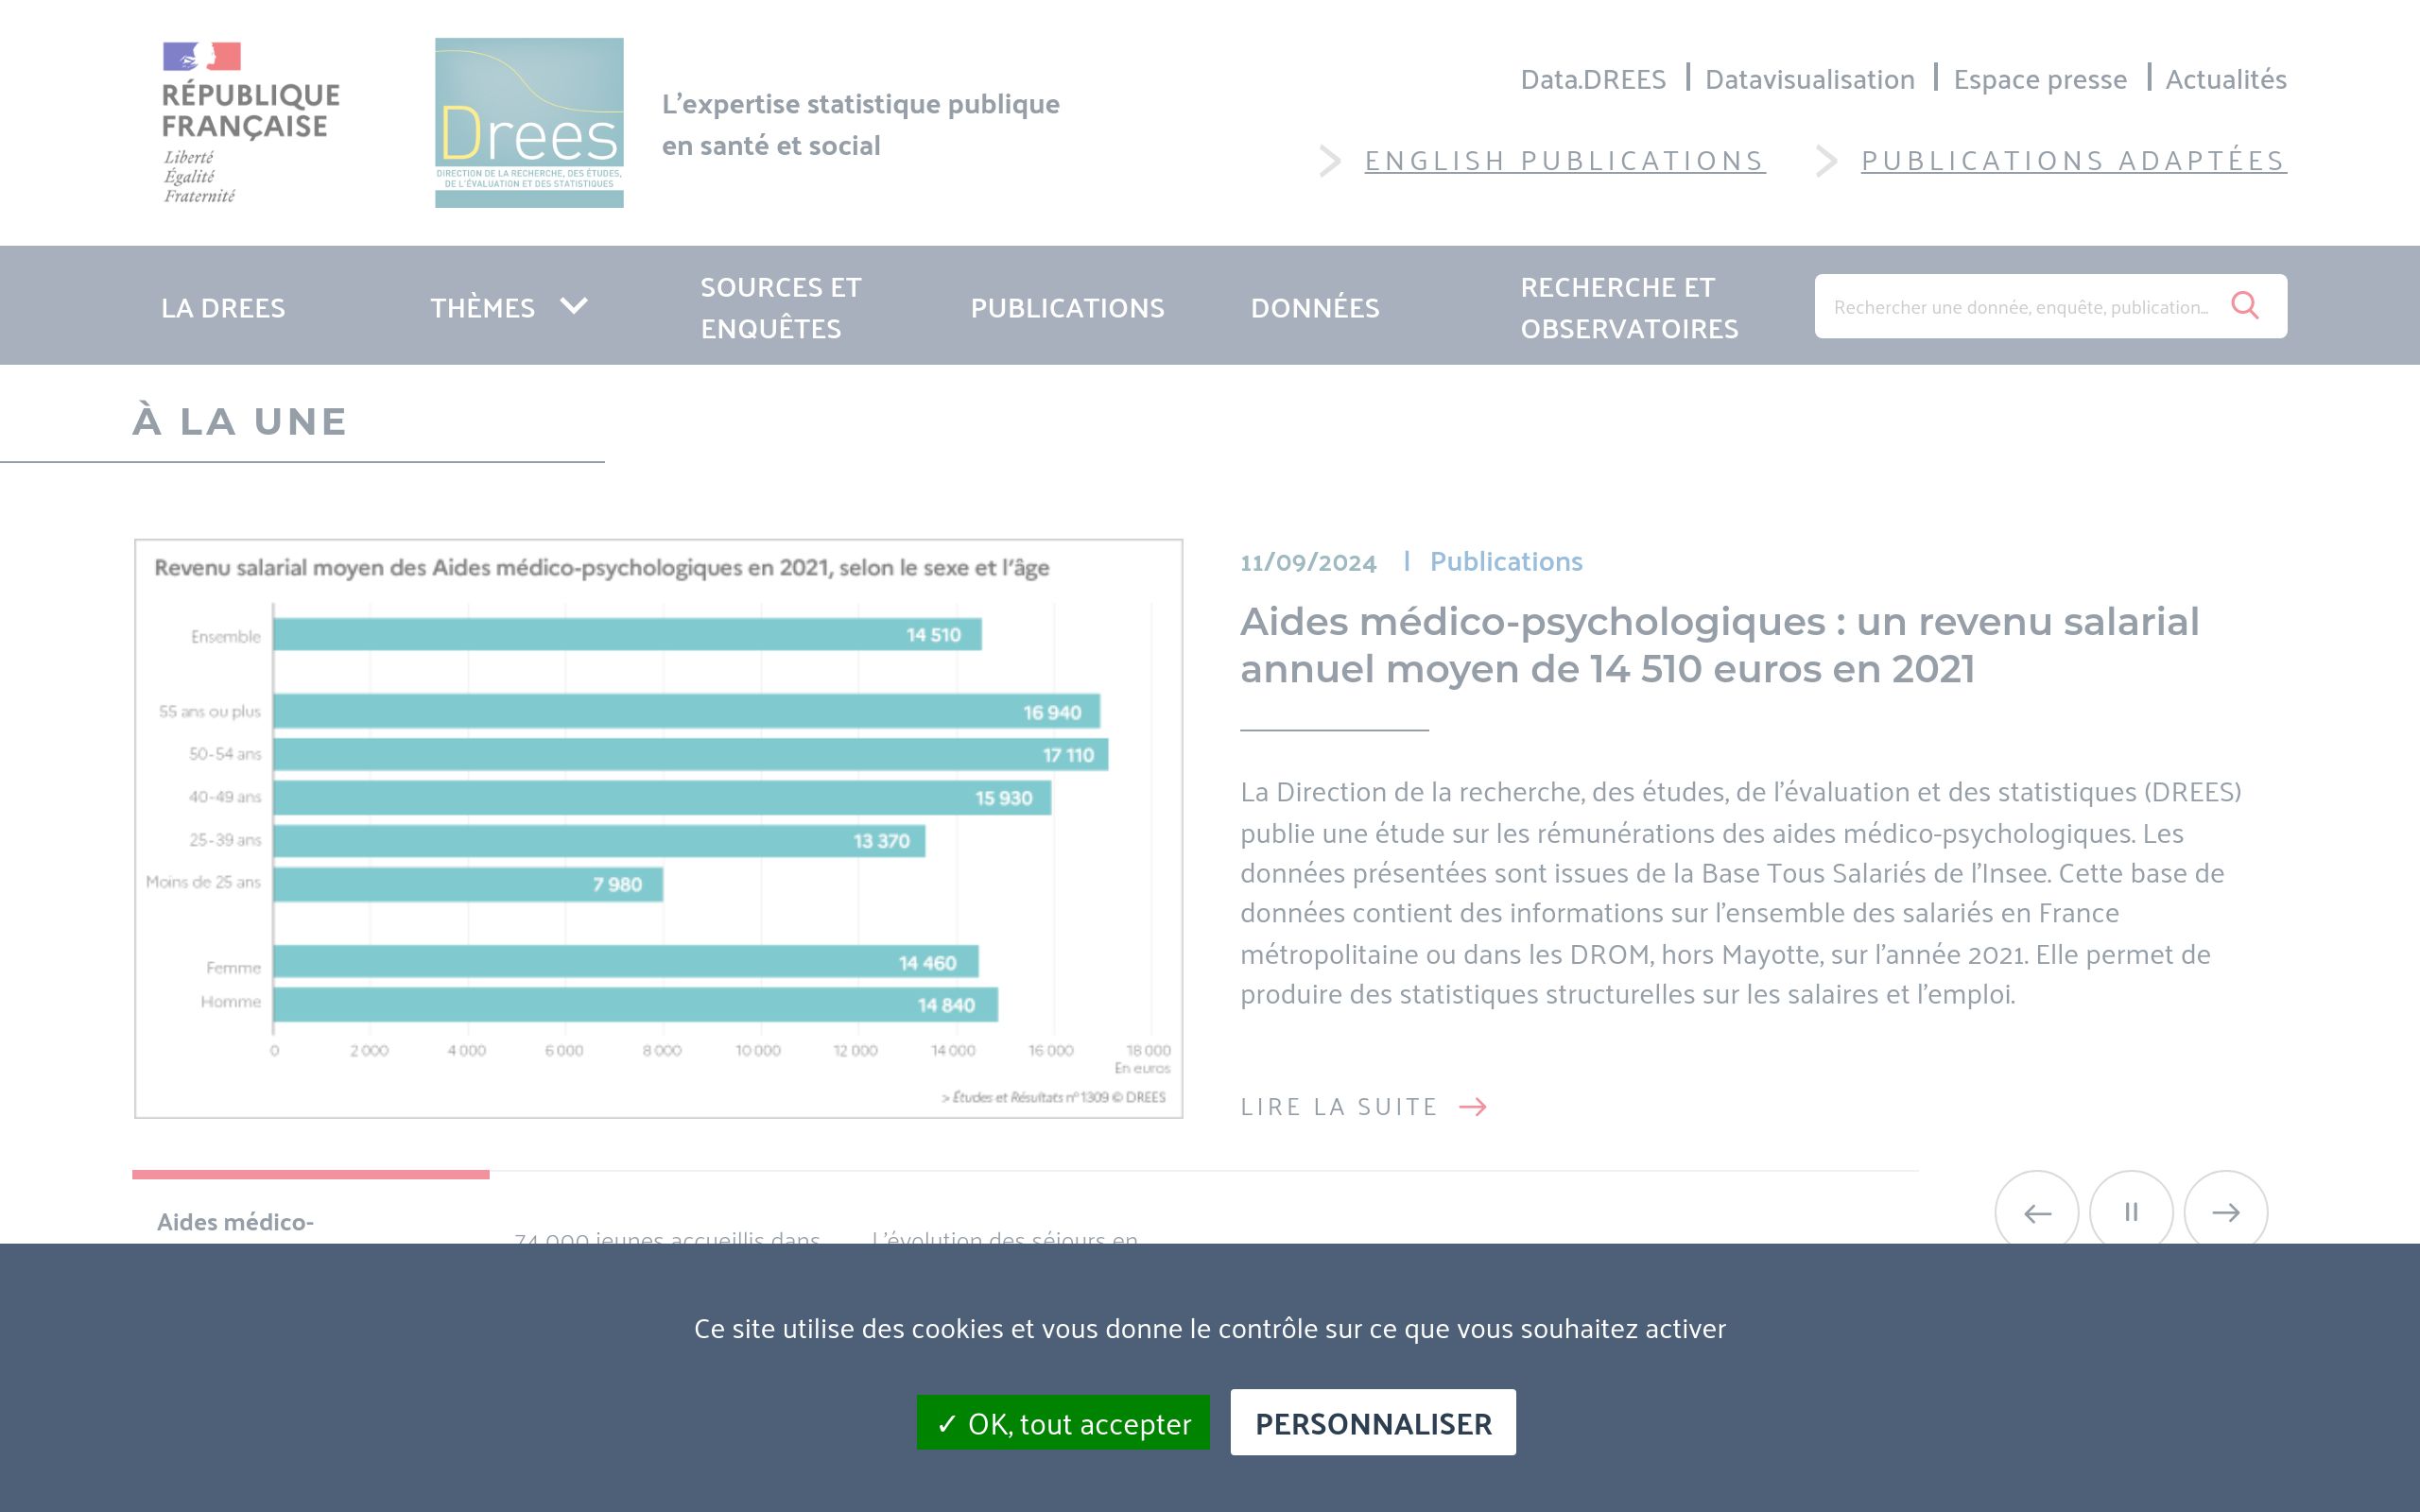 RÉPUBLIQUE
FRANÇAISE
Liberté
Égalité
Fraternité
Drees
DIRECTION DE LA RECHERCHE, DES ÉTUDES,
DE L'ÉVALUATION ET DES STATISTIQUES
L'expertise statistique publique
en santé et social
Data.DREES | Datavisualisation | Espace presse | Actualités
ENGLISH PUBLICATIONS
PUBLICATIONS ADAPTÉES
LA DREES
THÈMES
SOURCES ET
ENQUÊTES
PUBLICATIONS
DONNÉES
RECHERCHE ET
OBSERVATOIRES
Rechercher une donnée, enquête, publication...
À LA UNE
Revenu salarial moyen des Aides médico-psychologiques en 2021, selon le sexe et l'âge
Ensemble 14 510
55 ans ou plus 16 940
50-54 ans 17 110
40-49 ans 15 930
25-39 ans 13 370
Moins de 25 ans 7 980
Femme 14 460
Homme 14 840
0 2 000 4 000 6 000 8 000 10 000 12 000 14 000 16 000 18 000
En euros
> Études et Résultats n° 1309 © DREES
11/09/2024 | Publications
Aides médico-psychologiques : un revenu salarial
annuel moyen de 14 510 euros en 2021
La Direction de la recherche, des études, de l'évaluation et des statistiques (DREES)
publie une étude sur les rémunérations des aides médico-psychologiques. Les
données présentées sont issues de la Base Tous Salariés de l'Insee. Cette base de
données contient des informations sur l'ensemble des salariés en France
métropolitaine ou dans les DROM, hors Mayotte, sur l'année 2021. Elle permet de
produire des statistiques structurelles sur les salaires et l'emploi.
LIRE LA SUITE
Aides médico-
74 000 jeunes accueillis dans
L'évolution des séjours en
Ce site utilise des cookies et vous donne le contrôle sur ce que vous souhaitez activer
✓ OK, tout accepter
PERSONNALISER